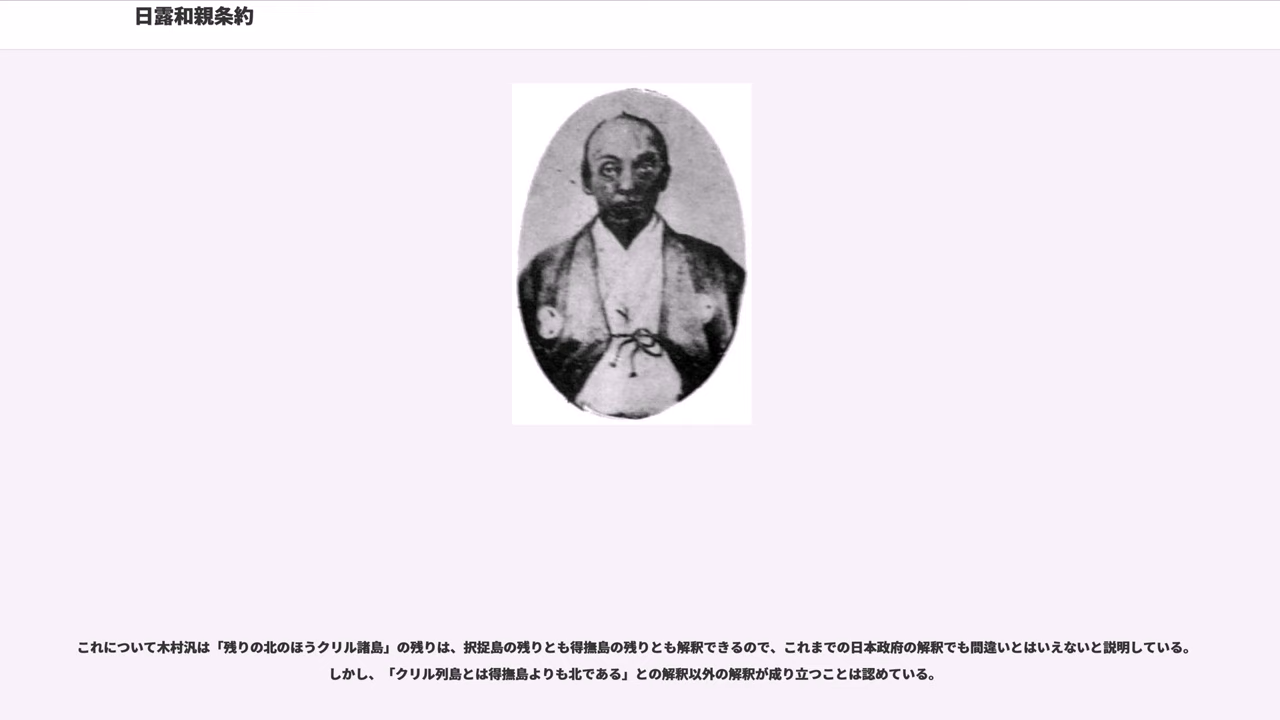 日露和親条約
これについて木村汎は「残りの北のほうクリル諸島」の残りは、択捉島の残りとも得撫島の残りとも解釈できるので、これまでの日本政府の解釈でも間違いとはいえないと説明している。
しかし、「クリル列島とは得撫島よりも北である」との解釈以外の解釈が成り立つことは認めている。